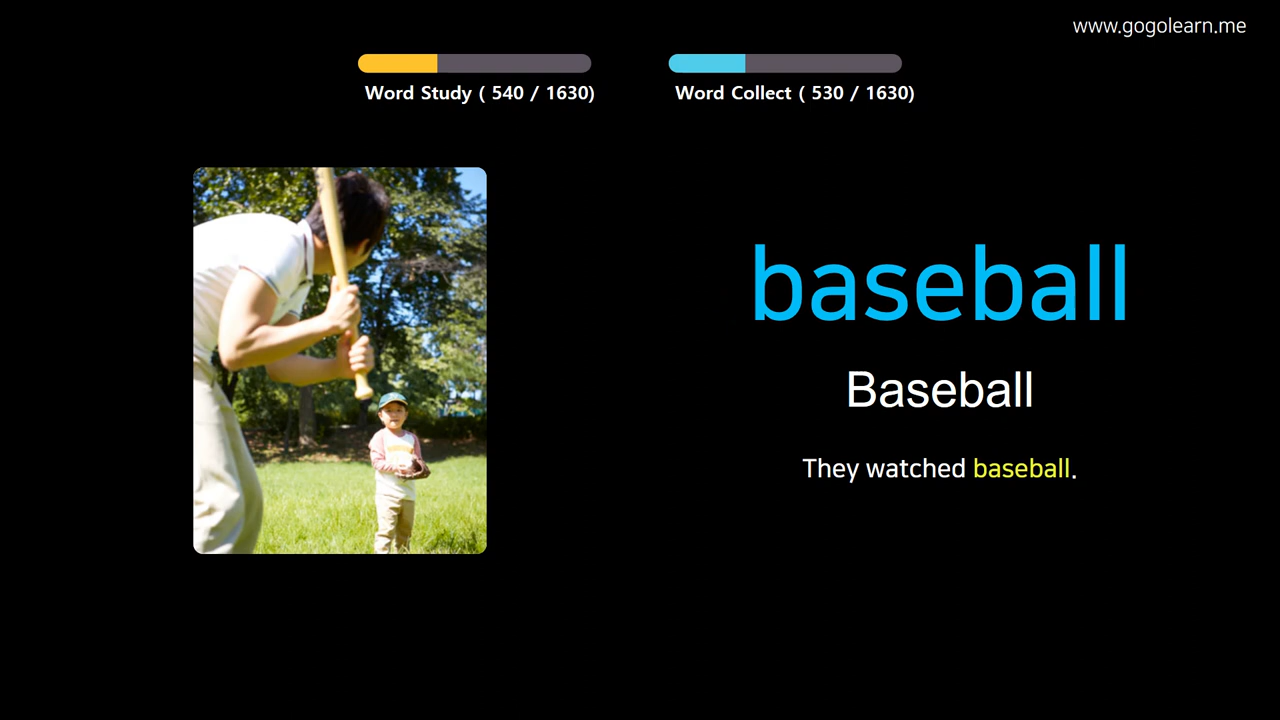 www.gogolearn.me
Word Study ( 540 / 1630)
Word Collect ( 530 / 1630)
baseball
Baseball
They watched baseball.